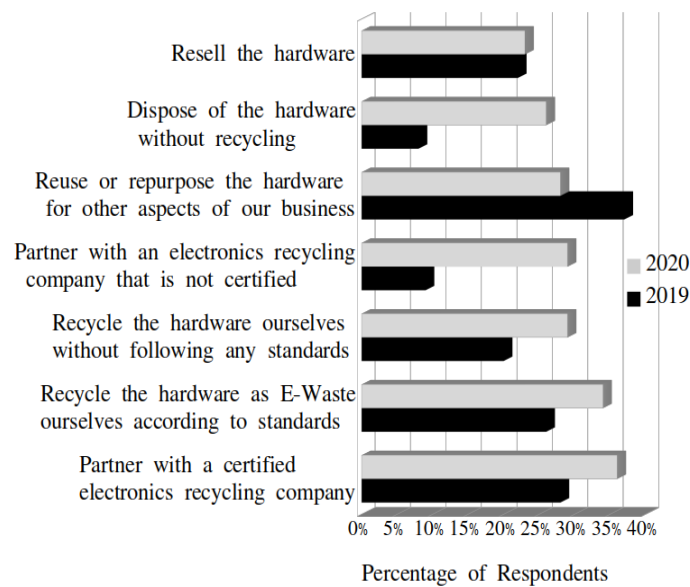 Resell the hardware
Dispose of the hardware
without recycling
Reuse or repurpose the hardware
for other aspects of our business
Partner with an electronics recycling
company that is not certified
Recycle the hardware ourselves
without following any standards
Recycle the hardware as E-Waste
ourselves according to standards
Partner with a certified
electronics recycling company
2020
2019
0% 5% 10% 15% 20% 25% 30% 35% 40%
Percentage of Respondents